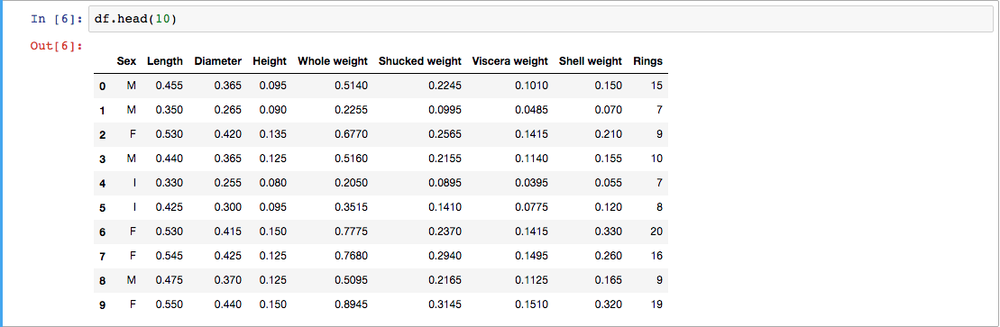 In [6]: df.head(10)
Out[6]:
Sex Length Diameter Height Whole weight Shucked weight Viscera weight Shell weight Rings
0 M 0.455 0.365 0.095 0.5140 0.2245 0.1010 0.150 15
1 M 0.350 0.265 0.090 0.2255 0.0995 0.0485 0.070 7
2 F 0.530 0.420 0.135 0.6770 0.2565 0.1415 0.210 9
3 M 0.440 0.365 0.125 0.5160 0.2155 0.1140 0.155 10
4 I 0.330 0.255 0.080 0.2050 0.0895 0.0395 0.055 7
5 I 0.425 0.300 0.095 0.3515 0.1410 0.0775 0.120 8
6 F 0.530 0.415 0.150 0.7775 0.2370 0.1415 0.330 20
7 F 0.545 0.425 0.125 0.7680 0.2940 0.1495 0.260 16
8 M 0.475 0.370 0.125 0.5095 0.2165 0.1125 0.165 9
9 F 0.550 0.440 0.150 0.8945 0.3145 0.1510 0.320 19